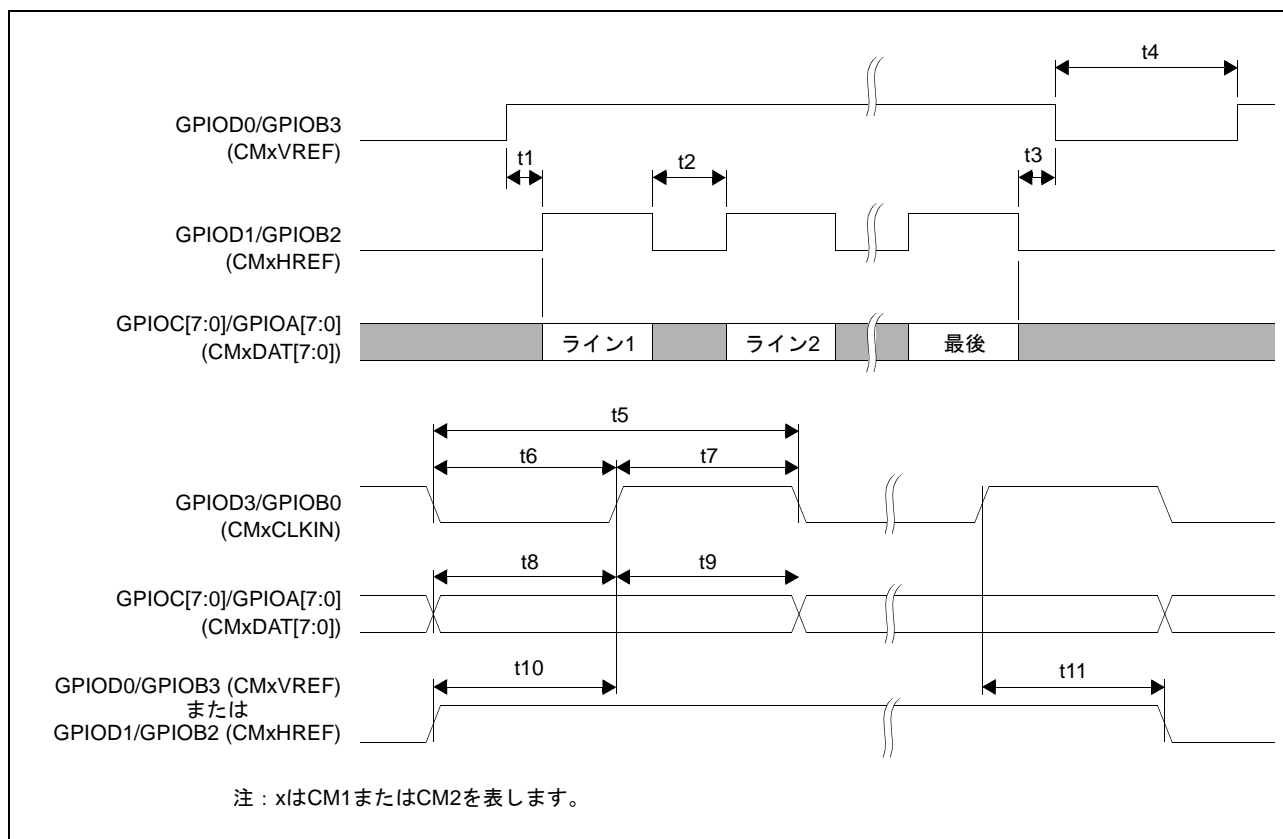 t4
GPIOD0/GPIOB3
(CMxVREF)
t1
t2
t3
GPIOD1/GPIOB2
(CMxHREF)
GPIOC[7:0]/GPIOA[7:0]
(CMxDAT[7:0])
ライン1
ライン2
最後
t5
t6
t7
GPIOD3/GPIOB0
(CMxCLKIN)
t8
t9
GPIOC[7:0]/GPIOA[7:0]
(CMxDAT[7:0])
t10
t11
GPIOD0/GPIOB3 (CMxVREF)
または
GPIOD1/GPIOB2 (CMxHREF)
注：xはCM1またはCM2を表します。